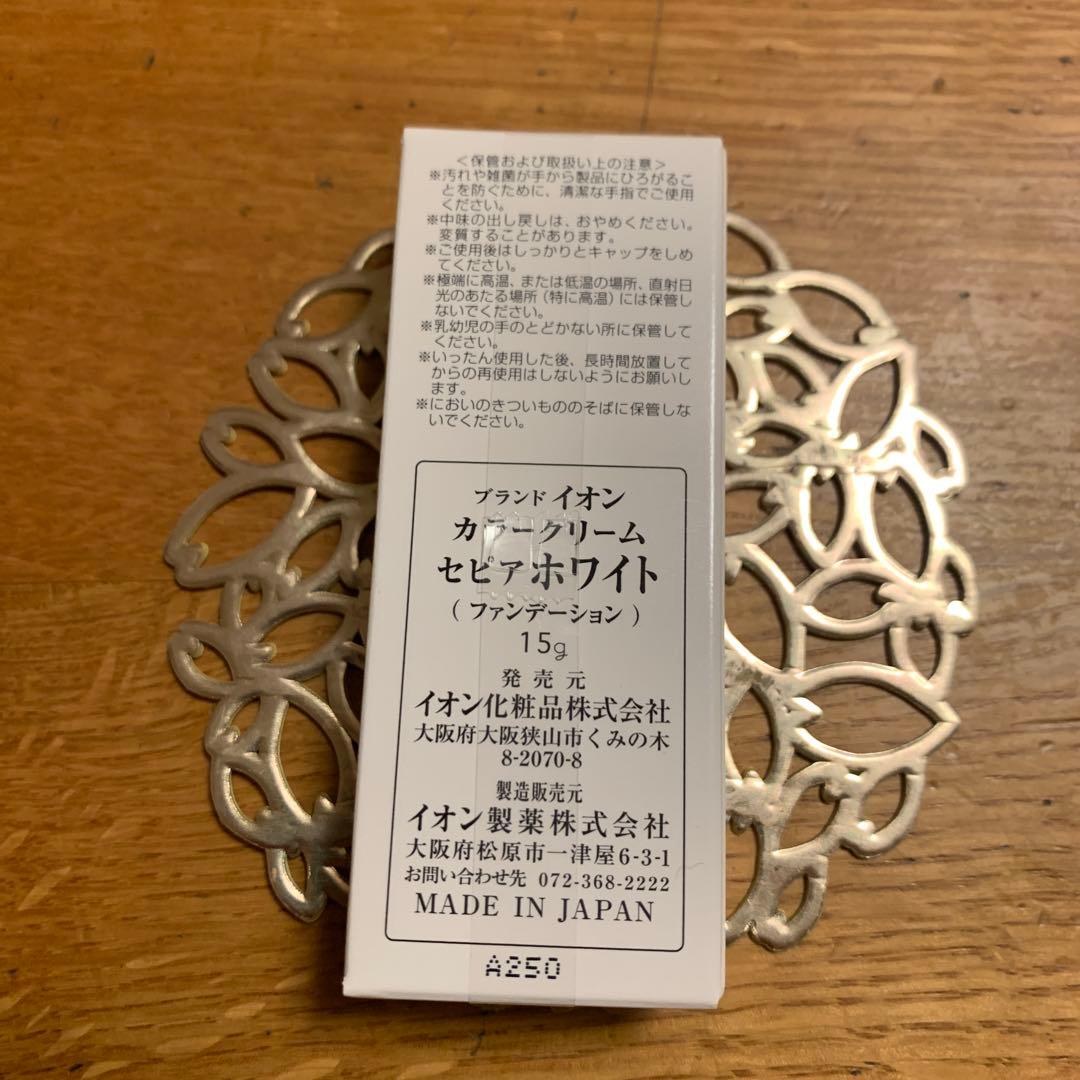 ＜保管および取扱い上の注意＞
※汚れや雑菌が手から製品にひろがるこ
とを防ぐために、清潔な手指でご使用
ください。
※中味の出し戻しは、おやめください。
変質することがあります。
※ご使用後はしっかりとキャップをしめ
てください。
※極端に高温、または低温の場所、直射日
光のあたる場所（特に高温）には保管し
ないでください。
※乳幼児の手のとどかない所に保管して
ください。
※いったん使用した後、長時間放置して
からの再使用はしないようにお願いし
ます。
※においのきついもののそばに保管しな
いでください。
ブランド イオン
カラークリーム
セピアホワイト
（ファンデーション）
15g
発売元
イオン化粧品株式会社
大阪府大阪狭山市くみの木
8-2070-8
製造販売元
イオン製薬株式会社
大阪府松原市一津屋6-3-1
お問い合わせ先 072-368-2222
MADE IN JAPAN
A250